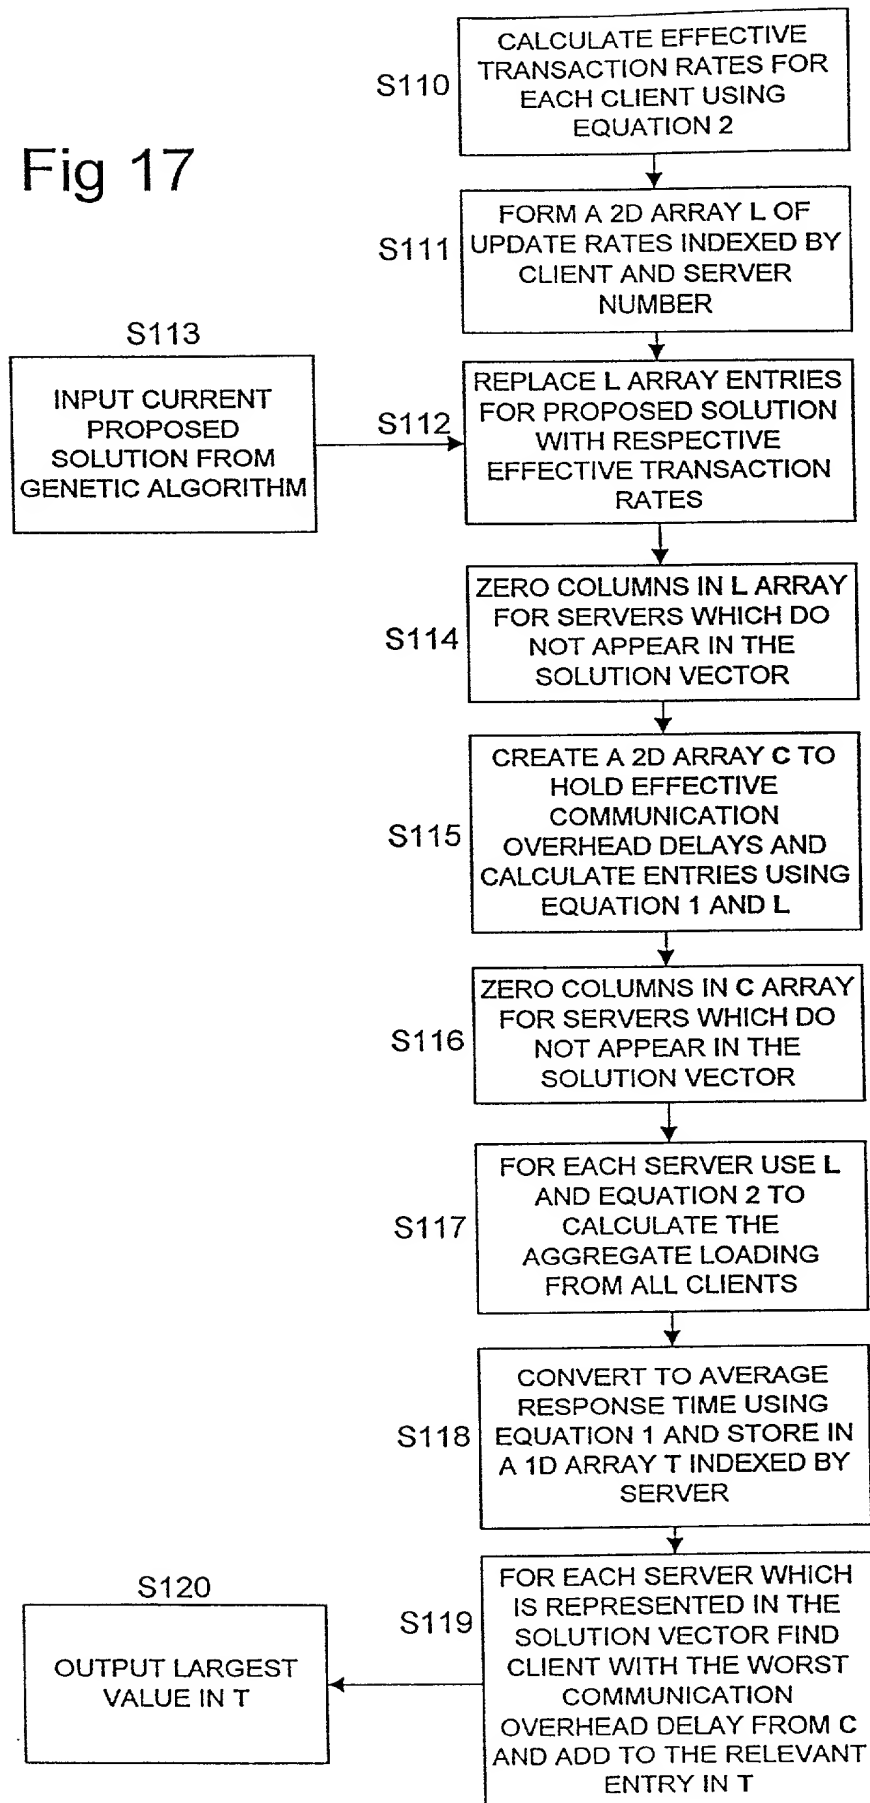 Fig 17
S110
CALCULATE EFFECTIVE
TRANSACTION RATES FOR
EACH CLIENT USING
EQUATION 2
S111
FORM A 2D ARRAY L OF
UPDATE RATES INDEXED BY
CLIENT AND SERVER
NUMBER
S113
INPUT CURRENT
PROPOSED
SOLUTION FROM
GENETIC ALGORITHM
S112
REPLACE L ARRAY ENTRIES
FOR PROPOSED SOLUTION
WITH RESPECTIVE
EFFECTIVE TRANSACTION
RATES
S114
ZERO COLUMNS IN L ARRAY
FOR SERVERS WHICH DO
NOT APPEAR IN THE
SOLUTION VECTOR
S115
CREATE A 2D ARRAY C TO
HOLD EFFECTIVE
COMMUNICATION
OVERHEAD DELAYS AND
CALCULATE ENTRIES USING
EQUATION 1 AND L
S116
ZERO COLUMNS IN C ARRAY
FOR SERVERS WHICH DO
NOT APPEAR IN THE
SOLUTION VECTOR
S117
FOR EACH SERVER USE L
AND EQUATION 2 TO
CALCULATE THE
AGGREGATE LOADING
FROM ALL CLIENTS
S118
CONVERT TO AVERAGE
RESPONSE TIME USING
EQUATION 1 AND STORE IN
A 1D ARRAY T INDEXED BY
SERVER
S119
FOR EACH SERVER WHICH
IS REPRESENTED IN THE
SOLUTION VECTOR FIND
CLIENT WITH THE WORST
COMMUNICATION
OVERHEAD DELAY FROM C
AND ADD TO THE RELEVANT
ENTRY IN T
S120
OUTPUT LARGEST
VALUE IN T